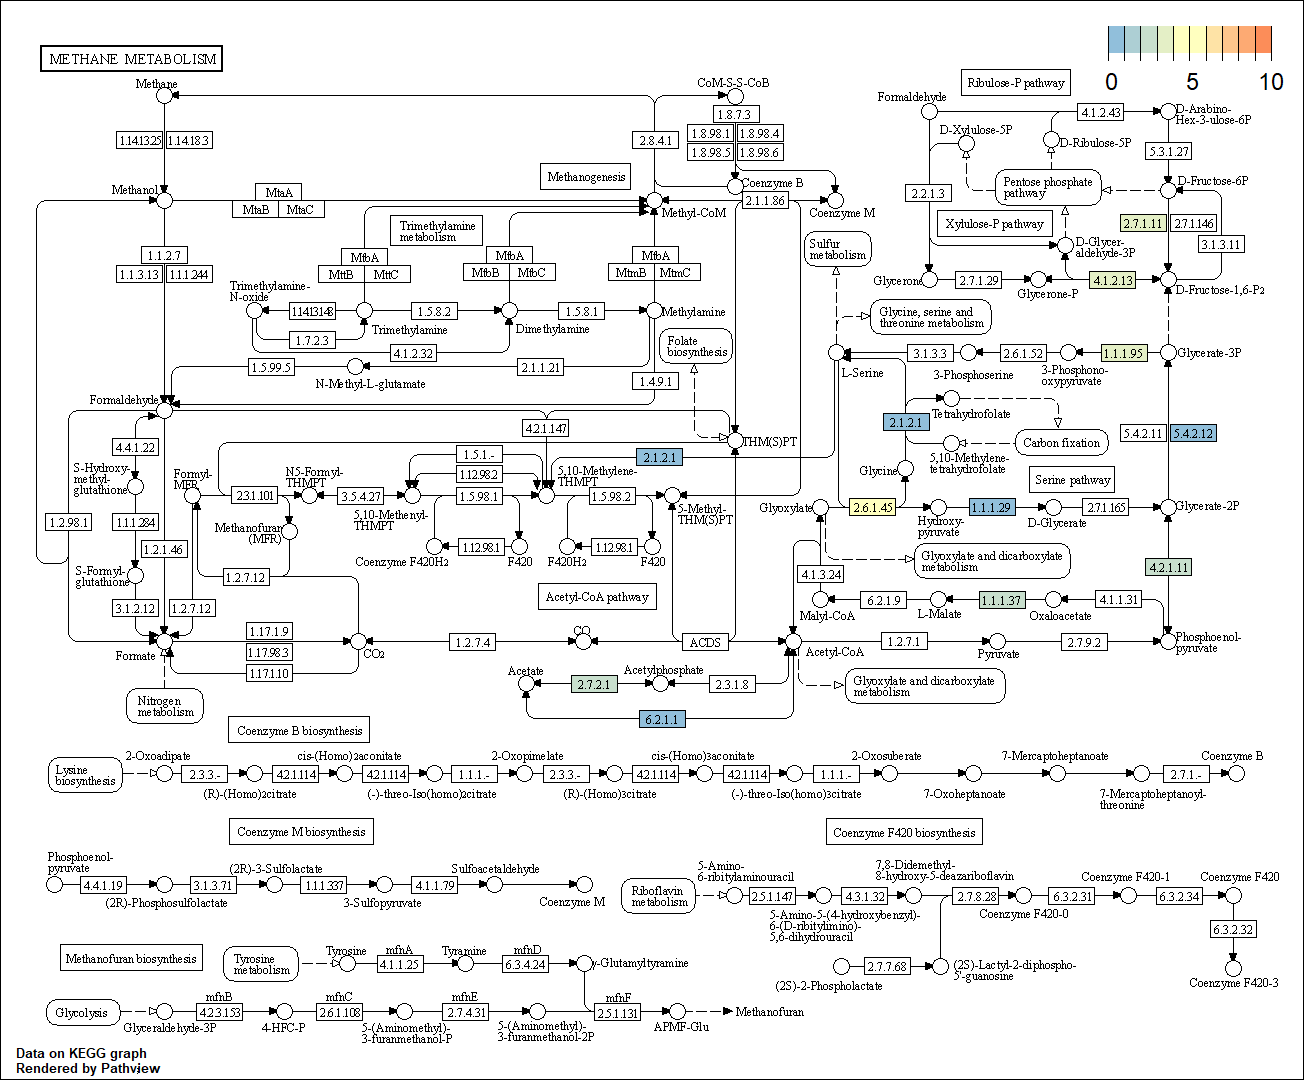 METHANE METABOLISM
0
5
10
Methane
CoM-S-S-CoB
Ribulose-P pathway
Formaldehyde
D-Arabino-
Hex-3-ulose-6P
1.8.7.3
4.1.2.43
1.14.13.25
1.14.18.3
2.8.4.1
1.8.98.1
1.8.98.4
1.8.98.5
1.8.98.6
D-Xylulose-5P
D-Ribulose-5P
5.3.1.27
Methanogenesis
Methanol
MtaA
MtaB
MtaC
Coenzyme B
2.1.1.86
Methyl-CoM
Coenzyme M
Pentose phosphate
pathway
D-Fructose-6P
2.2.1.3
Xylulose-P pathway
2.7.1.11
2.7.1.146
3.1.3.11
Trimethylamine
metabolism
Sulfur
metabolism
D-Glycer-
aldehyde-3P
1.1.2.7
1.1.3.13
1.1.1.244
MfbA
MttB
MttC
MfbA
MfbB
MfbC
MfbA
MtmB
MtmC
Glycerone
2.7.1.29
Glycerone-P
4.1.2.13
D-Fructose-1,6-P2
Trimethylamine-
N-oxide
1.14.13.148
Trimethylamine
1.5.8.2
Dimethylamine
1.5.8.1
Methylamine
1.7.2.3
4.1.2.32
Glycine, serine and
threonine metabolism
Folate
biosynthesis
1.5.99.5
N-Methyl-L-glutamate
2.1.1.21
1.4.9.1
L-Serine
3.1.3.3
3-Phosphoserine
2.6.1.52
3-Phosphono-
oxypyruvate
1.1.1.95
Glycerate-3P
Formaldehyde
4.2.1.147
THM(S)PT
2.1.2.1
Tetrahydrofolate
5,10-Methylene-
tetrahydrofolate
Carbon fixation
5.4.2.11
5.4.2.12
4.4.1.22
S-Hydroxy-
methyl-
glutathione
Formyl-
MFR
N5-Formyl-
THMPT
1.5.1.-
1.12.98.2
2.1.2.1
5,10-Methylene-
THMPT
Glycine
Serine pathway
2.3.1.101
3.5.4.27
5,10-Methenyl-
THMPT
1.5.98.1
1.5.98.2
5-Methyl-
THM(S)PT
Glyoxylate
2.6.1.45
Hydroxy-
pyruvate
1.1.1.29
D-Glycerate
2.7.1.165
Glycerate-2P
1.2.98.1
1.1.1.284
Methanofuran
(MFR)
1.2.1.46
Coenzyme F420H2
1.12.98.1
F420
F420H2
1.12.98.1
F420
Glyoxylate and dicarboxylate
metabolism
S-Formyl-
glutathione
1.2.7.12
4.1.3.24
4.2.1.11
3.1.2.12
1.2.7.12
Acetyl-CoA pathway
Malyl-CoA
6.2.1.9
L-Malate
1.1.1.37
Oxaloacetate
4.1.1.31
Formate
1.17.1.9
1.17.98.3
1.17.1.10
CO2
1.2.7.4
CO
ACDS
Acetyl-CoA
1.2.7.1
Pyruvate
2.7.9.2
Phosphoenol-
pyruvate
Acetate
2.7.2.1
Acetylphosphate
2.3.1.8
6.2.1.1
Glyoxylate and dicarboxylate
metabolism
Nitrogen
metabolism
Coenzyme B biosynthesis
Lysine
biosynthesis
2-Oxoadipate
2.3.3.-
(R)-(Homo)2citrate
4.2.1.114
cis-(Homo)2aconitate
4.2.1.114
(-)-threo-Iso(homo)2citrate
1.1.1.-
2-Oxopimelate
2.3.3.-
(R)-(Homo)3citrate
4.2.1.114
cis-(Homo)3aconitate
4.2.1.114
(-)-threo-Iso(homo)3citrate
1.1.1.-
2-Oxosuberate
7-Oxoheptanoate
7-Mercaptoheptanoate
7-Mercaptoheptanoyl-
threonine
2.7.1.-
Coenzyme B
Coenzyme M biosynthesis
Phosphoenol-
pyruvate
4.4.1.19
(2R)-Phosphosulfolactate
3.1.3.71
(2R)-3-Sulfolactate
1.1.1.337
3-Sulfopyruvate
4.1.1.79
Sulfoacetaldehyde
Coenzyme M
Coenzyme F420 biosynthesis
Riboflavin
metabolism
5-Amino-
6-ribitylaminouracil
2.5.1.147
5-Amino-5-(4-hydroxybenzyl)-
6-(D-ribitylimino)-
5,6-dihydrouracil
4.3.1.32
7,8-Didemethyl-
8-hydroxy-5-deazariboflavin
2.7.8.28
Coenzyme F420-0
6.3.2.31
Coenzyme F420-1
6.3.2.34
Coenzyme F420
6.3.2.32
Coenzyme F420-3
(2S)-2-Phospholactate
2.7.7.68
(2S)-Lactyl-2-diphospho-
5'-guanosine
Methanofuran biosynthesis
Tyrosine
metabolism
Tyrosine
mfnA
4.1.1.25
Tyramine
mfnD
6.3.4.24
γ-Glutamyltyramine
Glycolysis
Glyceraldehyde-3P
mfnB
4.2.3.153
4-HFC-P
mfnC
2.6.1.108
5-(Aminomethyl)-
3-furanmethanol-P
mfnE
2.7.4.31
5-(Aminomethyl)-
3-furanmethanol-2P
mfnF
2.5.1.131
APMF-Glu
Methanofuran
Data on KEGG graph
Rendered by Pathview